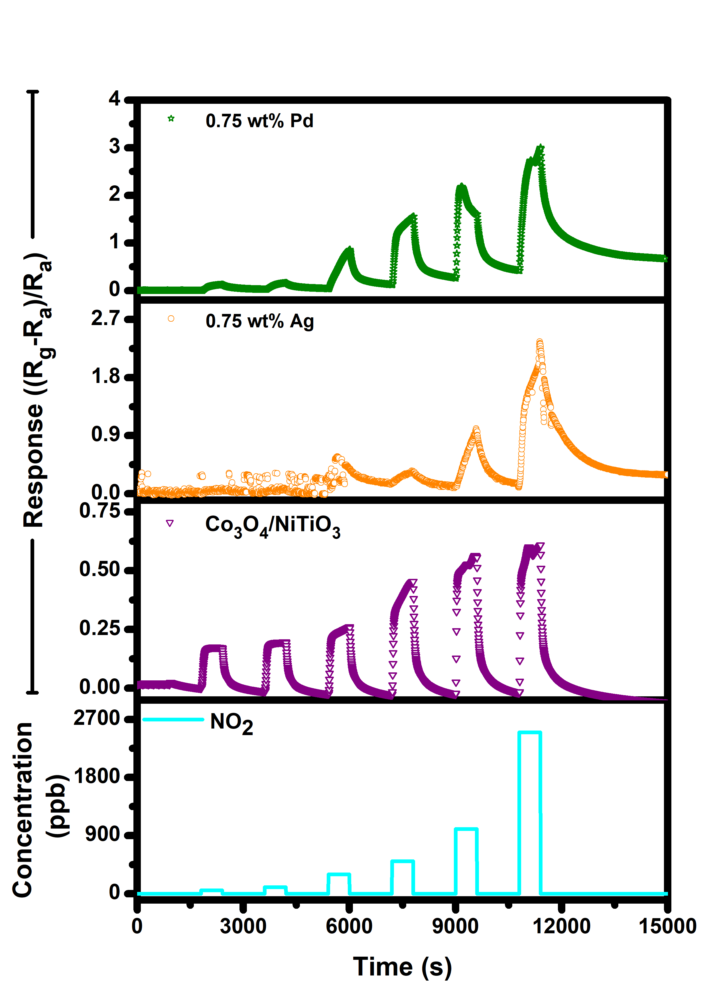 Response ((Rg-Ra)/Ra)
4
0.75 wt% Pd
3
2
1
0
2.7
0.75 wt% Ag
1.8
0.9
0.0
0.75
Co3O4/NiTiO3
0.50
0.25
0.00
Concentration
(ppb)
2700
NO2
1800
900
0
0 3000 6000 9000 12000 15000
Time (s)